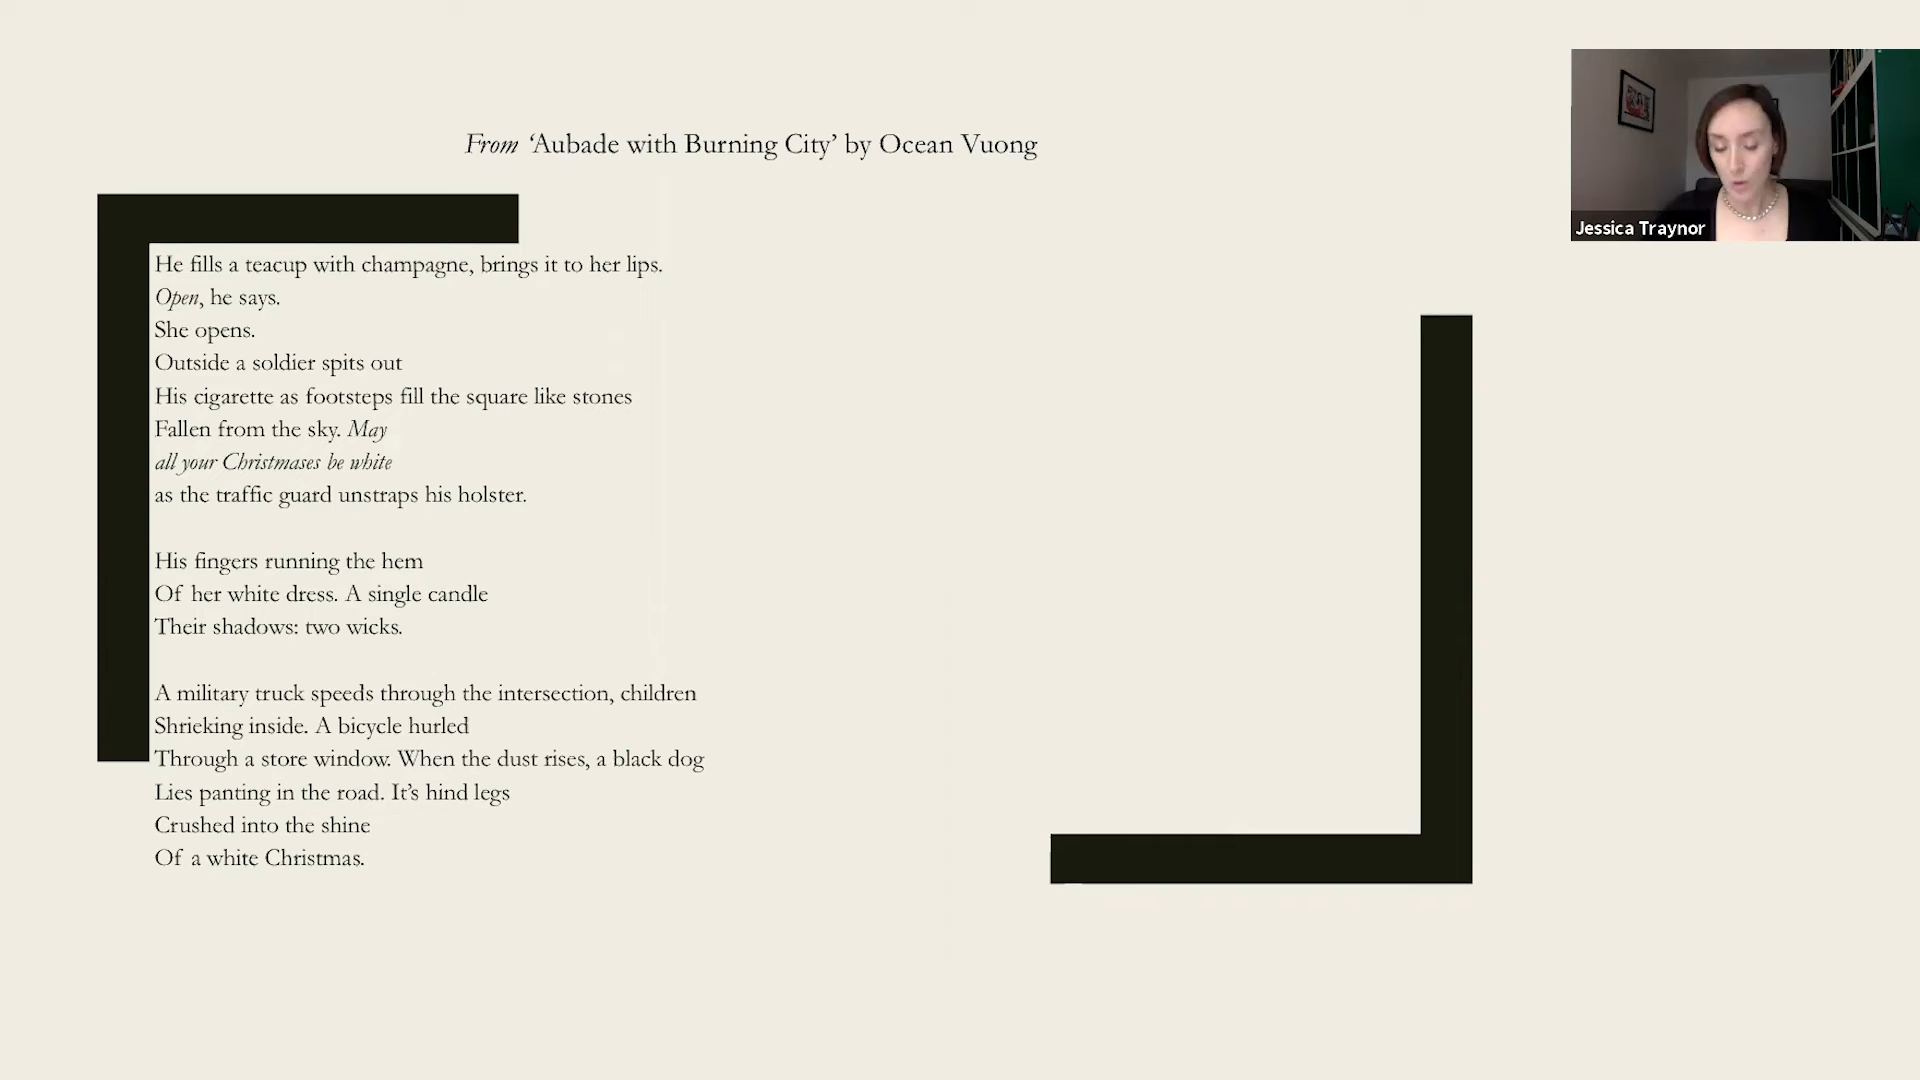 From ‘Aubade with Burning City’ by Ocean Vuong
Jessica Traynor
He fills a teacup with champagne, brings it to her lips.
Open, he says.
She opens.
Outside a soldier spits out
His cigarette as footsteps fill the square like stones
Fallen from the sky. May
all your Christmases be white
as the traffic guard unstraps his holster.
His fingers running the hem
Of her white dress. A single candle
Their shadows: two wicks.
A military truck speeds through the intersection, children
Shrieking inside. A bicycle hurled
Through a store window. When the dust rises, a black dog
Lies panting in the road. It’s hind legs
Crushed into the shine
Of a white Christmas.